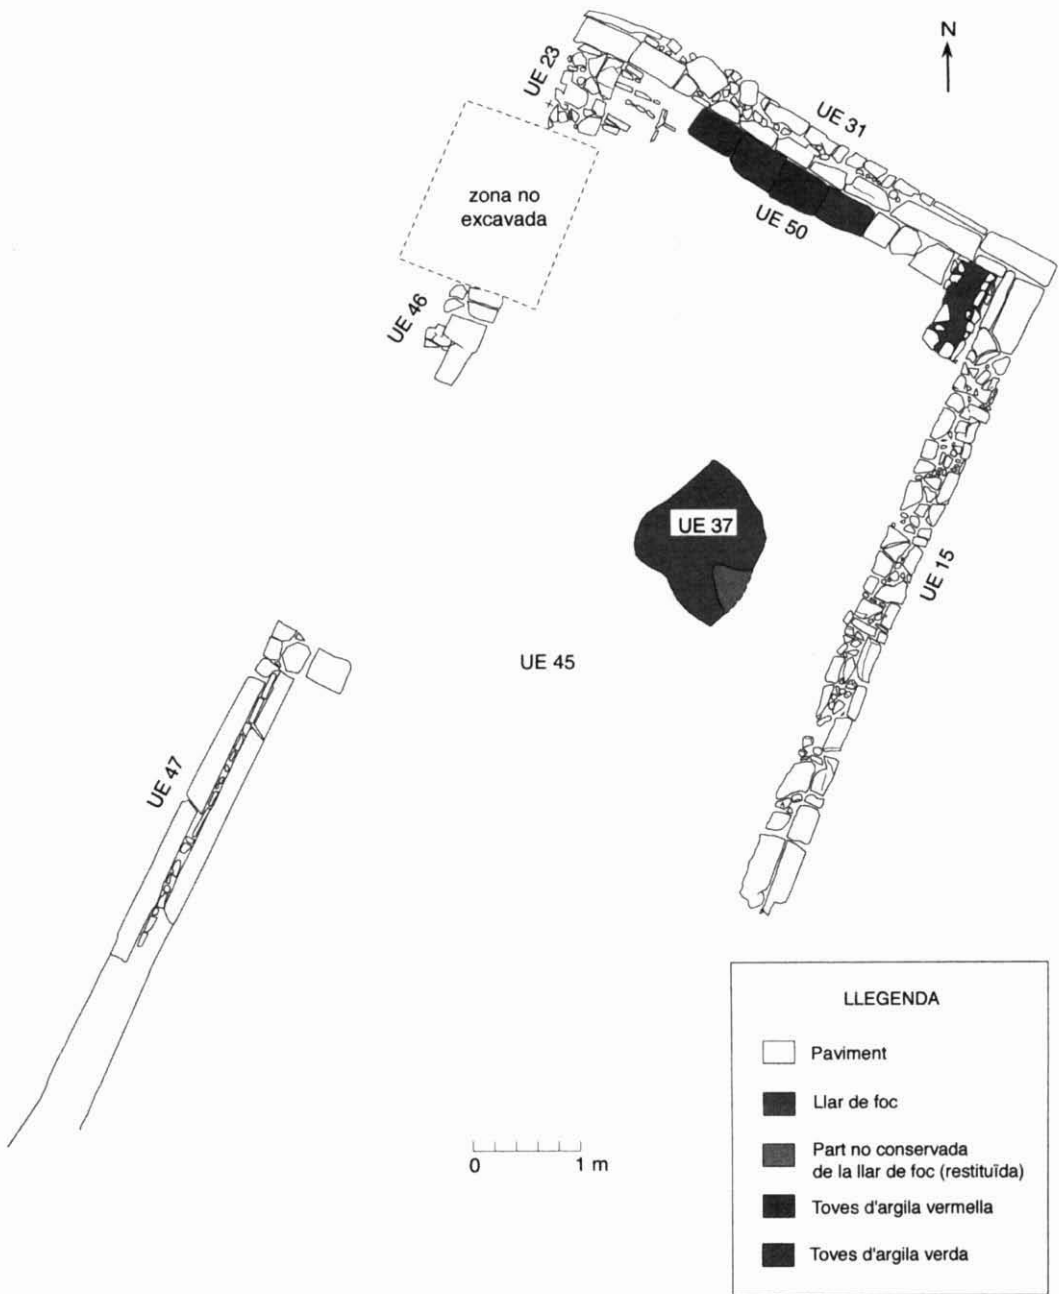 N
UE 23
UE 31
zona no
excavada
UE 50
UE 46
UE 37
UE 15
UE 45
UE 47
LLEGENDA
Paviment
Llar de foc
Part no conservada
de la llar de foc (restituïda)
Toves d'argila vermella
Toves d'argila verda
0 1 m